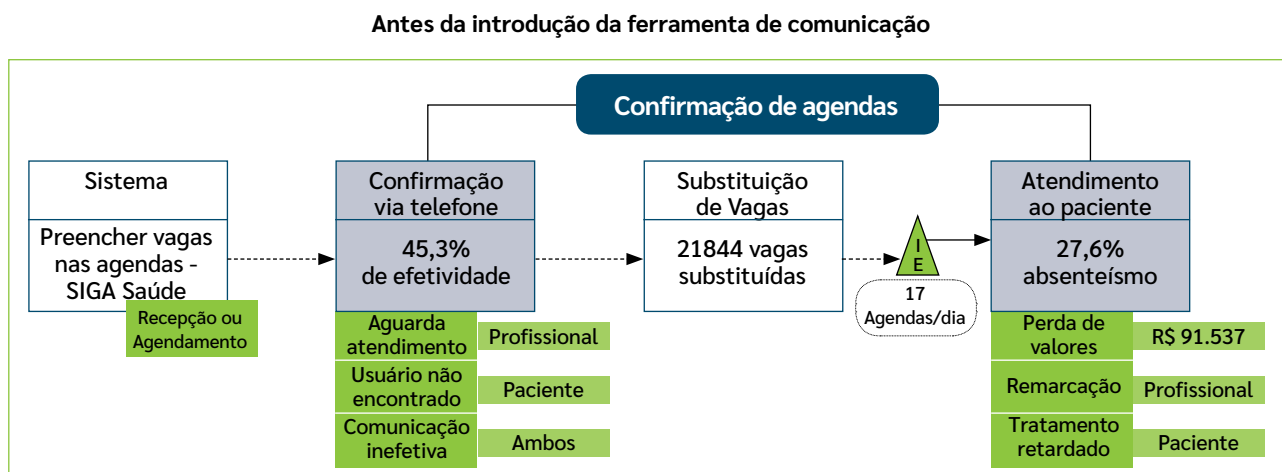 Antes da introdução da ferramenta de comunicação
Confirmação de agendas
Sistema
Preencher vagas
nas agendas -
SIGA Saúde
Recepção ou
Agendamento
Confirmação
via telefone
45,3%
de efetividade
Aguarda
atendimento
Profissional
Usuário não
encontrado
Paciente
Comunicação
inefetiva
Ambos
Substituição
de Vagas
21844 vagas
substituídas
I
E
17
Agendas/dia
Atendimento
ao paciente
27,6%
absenteísmo
Perda de
valores
R$ 91.537
Remarcação
Profissional
Tratamento
retardado
Paciente